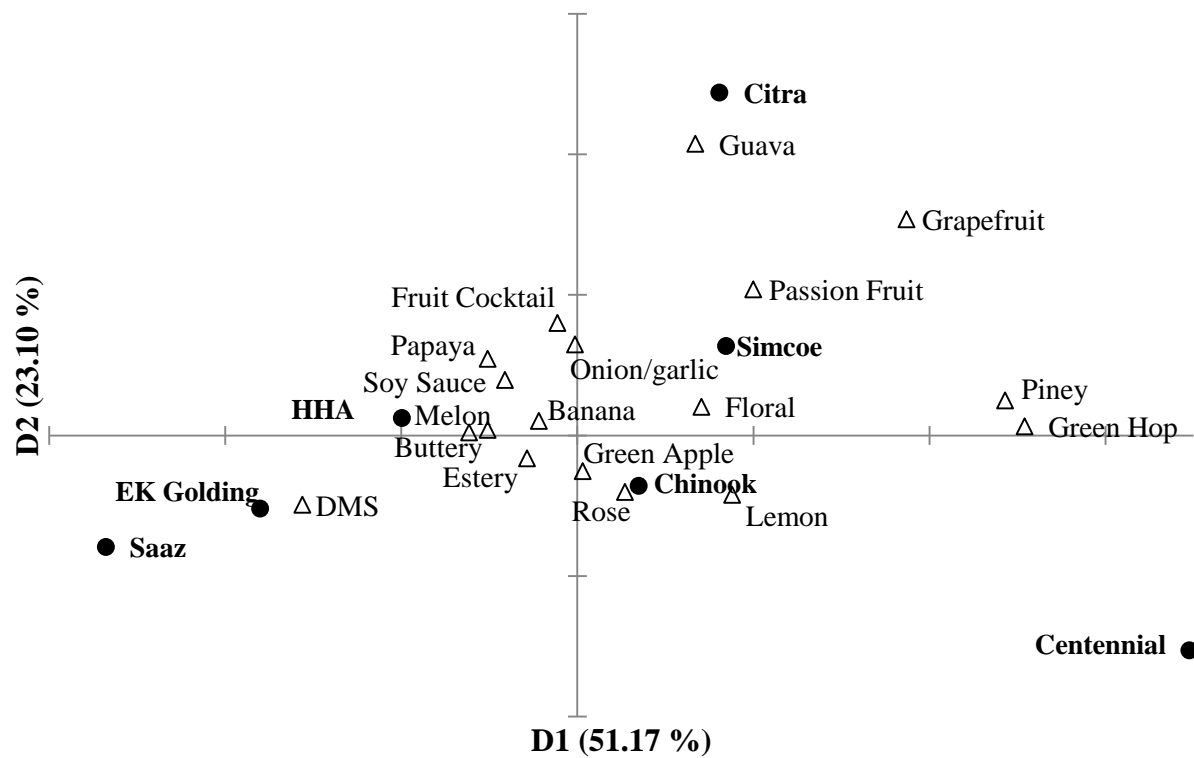 Citra
Guava
Grapefruit
Passion Fruit
Fruit Cocktail
Simcoe
Papaya
Onion/garlic
Soy Sauce
Piney
HHA
Melon
Banana
Floral
Green Hop
Buttery
Green Apple
Estery
Chinook
EK Golding
DMS
Rose
Lemon
Saaz
Centennial
D2 (23.10 %)
D1 (51.17 %)